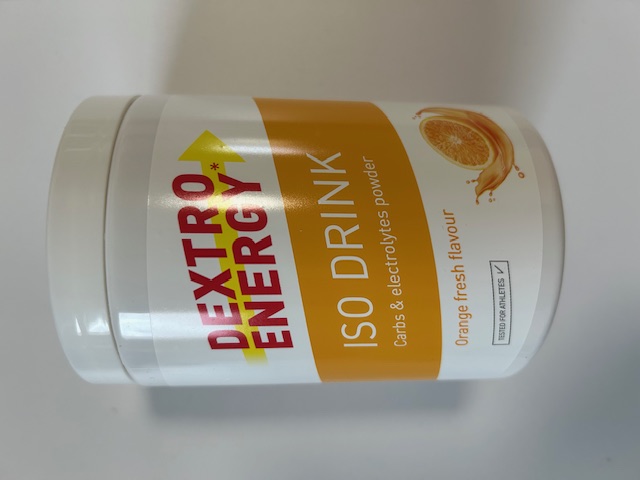 DEXTRO
ENERGY*
ISO DRINK
Carbs & electrolytes powder
Orange fresh flavour
TESTED FOR ATHLETES ✓